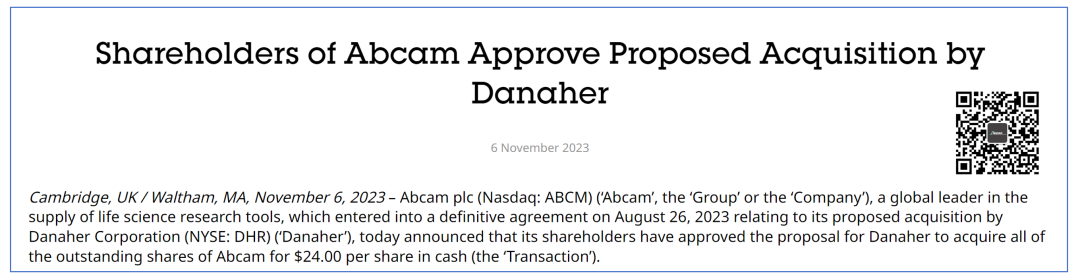 Shareholders of Abcam Approve Proposed Acquisition by
Danaher
6 November 2023
Cambridge, UK / Waltham, MA, November 6, 2023 – Abcam plc (Nasdaq: ABCM) (‘Abcam’, the ‘Group’ or the ‘Company’), a global leader in the
supply of life science research tools, which entered into a definitive agreement on August 26, 2023 relating to its proposed acquisition by
Danaher Corporation (NYSE: DHR) (‘Danaher’), today announced that its shareholders have approved the proposal for Danaher to acquire all of
the outstanding shares of Abcam for $24.00 per share in cash (the ‘Transaction’).